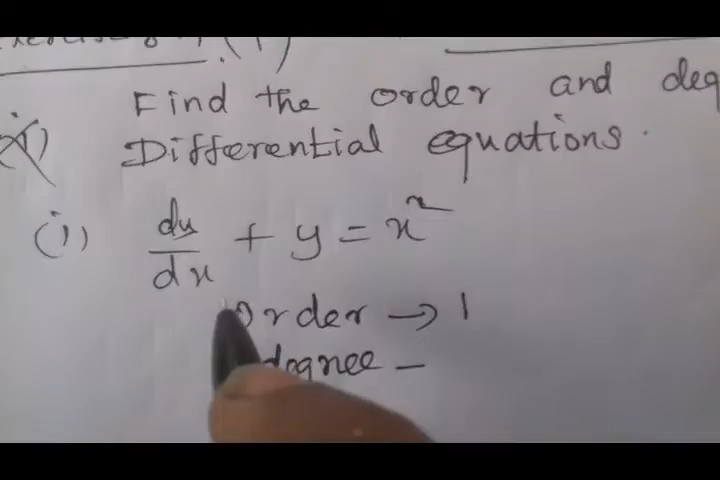 Find the order and deg
Differential equations.
(i) dy/dx + y = x²
Order → 1
degree –